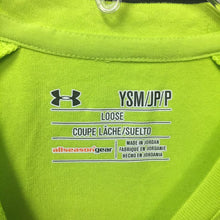 YSM/JP/P
LOOSE
COUPE LÂCHE/SUELTO
allseasongear
MADE IN JORDAN
FABRIQUÉ EN JORDANIE
HECHO EN JORDANIA